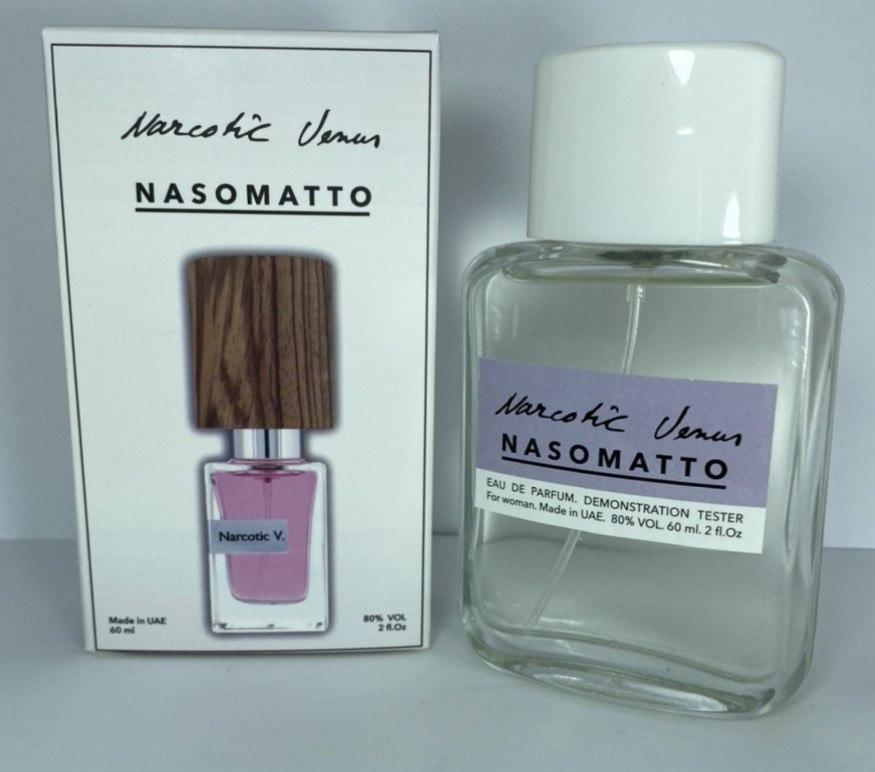 Narcotic Venus
NASOMATTO
Narcotic V.
Made in UAE
60 ml
80% VOL
2 fl.Oz
Narcotic Venus
NASOMATTO
EAU DE PARFUM. DEMONSTRATION TESTER
For woman. Made in UAE. 80% VOL. 60 ml. 2 fl.Oz